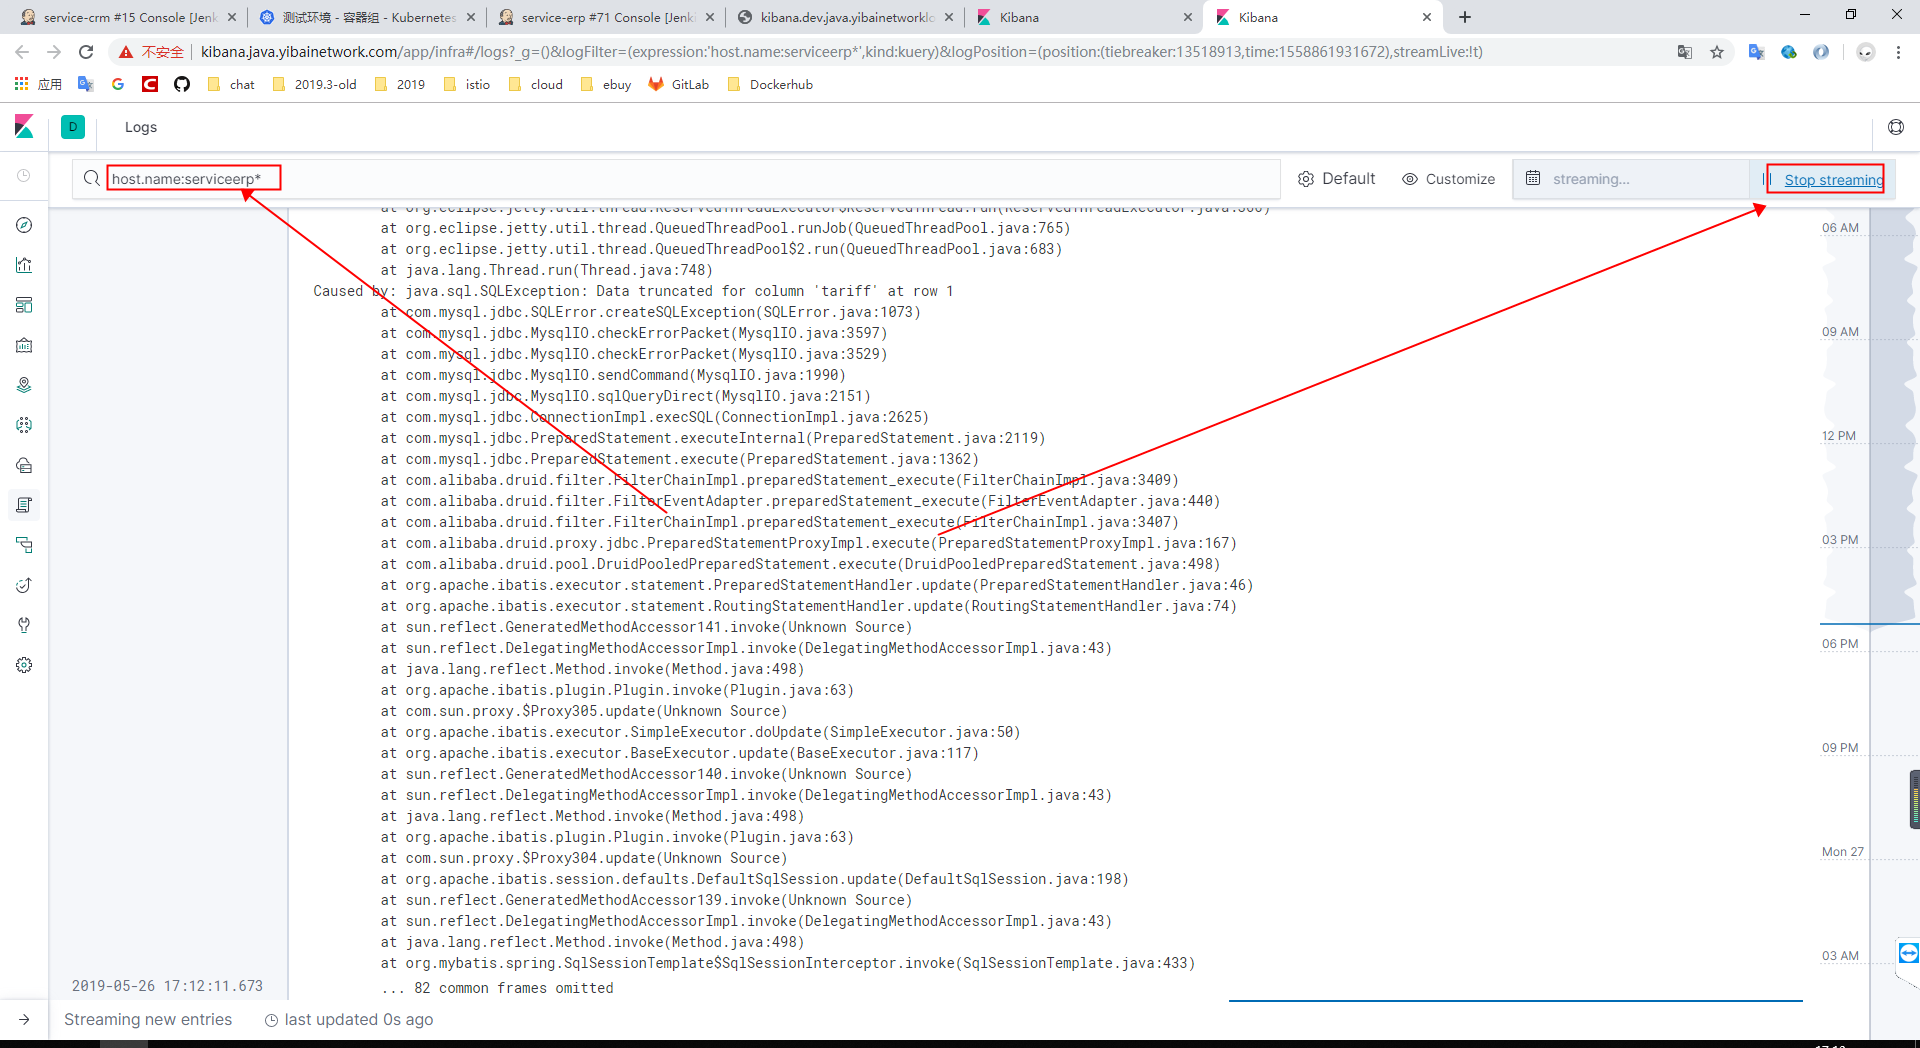 service-crm #15 Console [Jenk
测试环境 - 容器组 - Kubernetes
service-erp #71 Console [Jenki
kibana.dev.java.yibainetworklo
Kibana
Kibana
不安全
kibana.java.yibainetwork.com/app/infra#/logs?_g=()&logFilter=(expression:'host.name:serviceerp*',kind:kuery)&logPosition=(position:(tiebreaker:13518913,time:1558861931672),streamLive:!t)
应用
chat
2019.3-old
2019
istio
cloud
ebuy
GitLab
Dockerhub
D
Logs
host.name:serviceerp*
Default
Customize
streaming...
Stop streaming
at org.eclipse.jetty.util.thread.ReservedThreadExecutor$ReservedThread.run(ReservedThreadExecutor.java:366)
at org.eclipse.jetty.util.thread.QueuedThreadPool.runJob(QueuedThreadPool.java:765)
at org.eclipse.jetty.util.thread.QueuedThreadPool$2.run(QueuedThreadPool.java:683)
at java.lang.Thread.run(Thread.java:748)
Caused by: java.sql.SQLException: Data truncated for column 'tariff' at row 1
at com.mysql.jdbc.SQLError.createSQLException(SQLError.java:1073)
at com.mysql.jdbc.MysqlIO.checkErrorPacket(MysqlIO.java:3597)
at com.mysql.jdbc.MysqlIO.checkErrorPacket(MysqlIO.java:3529)
at com.mysql.jdbc.MysqlIO.sendCommand(MysqlIO.java:1990)
at com.mysql.jdbc.MysqlIO.sqlQueryDirect(MysqlIO.java:2151)
at com.mysql.jdbc.ConnectionImpl.execSQL(ConnectionImpl.java:2625)
at com.mysql.jdbc.PreparedStatement.executeInternal(PreparedStatement.java:2119)
at com.mysql.jdbc.PreparedStatement.execute(PreparedStatement.java:1362)
at com.alibaba.druid.filter.FilterChainImpl.preparedStatement_execute(FilterChainImpl.java:3409)
at com.alibaba.druid.filter.FilterEventAdapter.preparedStatement_execute(FilterEventAdapter.java:440)
at com.alibaba.druid.filter.FilterChainImpl.preparedStatement_execute(FilterChainImpl.java:3407)
at com.alibaba.druid.proxy.jdbc.PreparedStatementProxyImpl.execute(PreparedStatementProxyImpl.java:167)
at com.alibaba.druid.pool.DruidPooledPreparedStatement.execute(DruidPooledPreparedStatement.java:498)
at org.apache.ibatis.executor.statement.PreparedStatementHandler.update(PreparedStatementHandler.java:46)
at org.apache.ibatis.executor.statement.RoutingStatementHandler.update(RoutingStatementHandler.java:74)
at sun.reflect.GeneratedMethodAccessor141.invoke(Unknown Source)
at sun.reflect.DelegatingMethodAccessorImpl.invoke(DelegatingMethodAccessorImpl.java:43)
at java.lang.reflect.Method.invoke(Method.java:498)
at org.apache.ibatis.plugin.Plugin.invoke(Plugin.java:63)
at com.sun.proxy.$Proxy305.update(Unknown Source)
at org.apache.ibatis.executor.SimpleExecutor.doUpdate(SimpleExecutor.java:50)
at org.apache.ibatis.executor.BaseExecutor.update(BaseExecutor.java:117)
at sun.reflect.GeneratedMethodAccessor140.invoke(Unknown Source)
at sun.reflect.DelegatingMethodAccessorImpl.invoke(DelegatingMethodAccessorImpl.java:43)
at java.lang.reflect.Method.invoke(Method.java:498)
at org.apache.ibatis.plugin.Plugin.invoke(Plugin.java:63)
at com.sun.proxy.$Proxy304.update(Unknown Source)
at org.apache.ibatis.session.defaults.DefaultSqlSession.update(DefaultSqlSession.java:198)
at sun.reflect.GeneratedMethodAccessor139.invoke(Unknown Source)
at sun.reflect.DelegatingMethodAccessorImpl.invoke(DelegatingMethodAccessorImpl.java:43)
at java.lang.reflect.Method.invoke(Method.java:498)
at org.mybatis.spring.SqlSessionTemplate$SqlSessionInterceptor.invoke(SqlSessionTemplate.java:433)
2019-05-26 17:12:11.673
... 82 common frames omitted
06 AM
09 AM
12 PM
03 PM
06 PM
09 PM
Mon 27
03 AM
Streaming new entries
last updated 0s ago